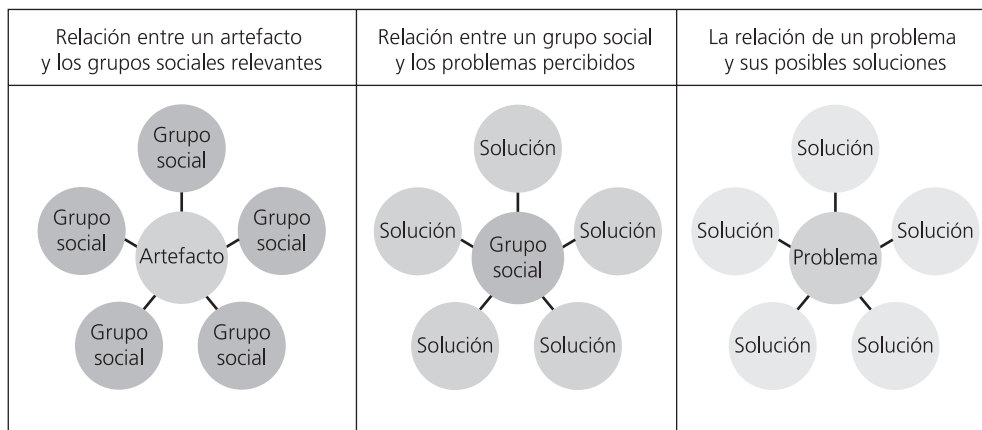 Relación entre un artefacto
y los grupos sociales relevantes
Relación entre un grupo social
y los problemas percibidos
La relación de un problema
y sus posibles soluciones
Grupo
social
Grupo
social
Artefacto
Grupo
social
Grupo
social
Grupo
social
Solución
Solución
Grupo
social
Solución
Solución
Solución
Solución
Solución
Problema
Solución
Solución
Solución